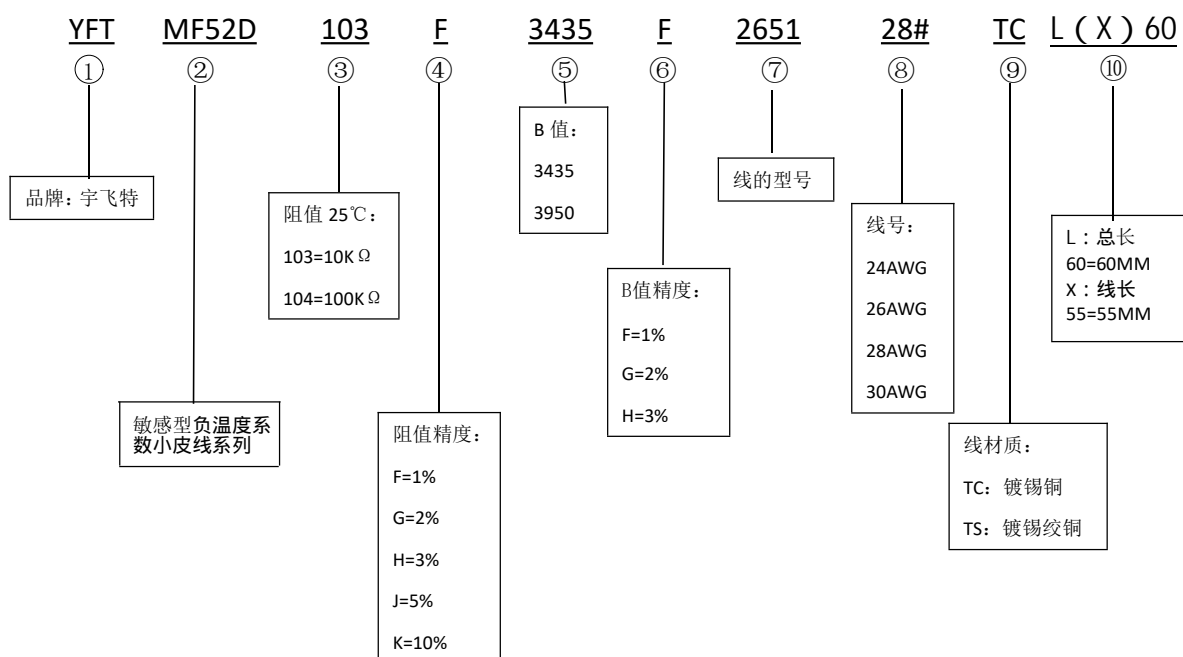 YFT MF52D 103 F 3435 F 2651 28# TC L（X）60
① ② ③ ④ ⑤ ⑥ ⑦ ⑧ ⑨ ⑩
品牌：宇飞特
敏感型负温度系
数小皮线系列
阻值 25℃：
103=10KΩ
104=100KΩ
阻值精度：
F=1%
G=2%
H=3%
J=5%
K=10%
B 值：
3435
3950
B值精度：
F=1%
G=2%
H=3%
线的型号
线号：
24AWG
26AWG
28AWG
30AWG
线材质：
TC：镀锡铜
TS：镀锡绞铜
L：总长
60=60MM
X：线长
55=55MM